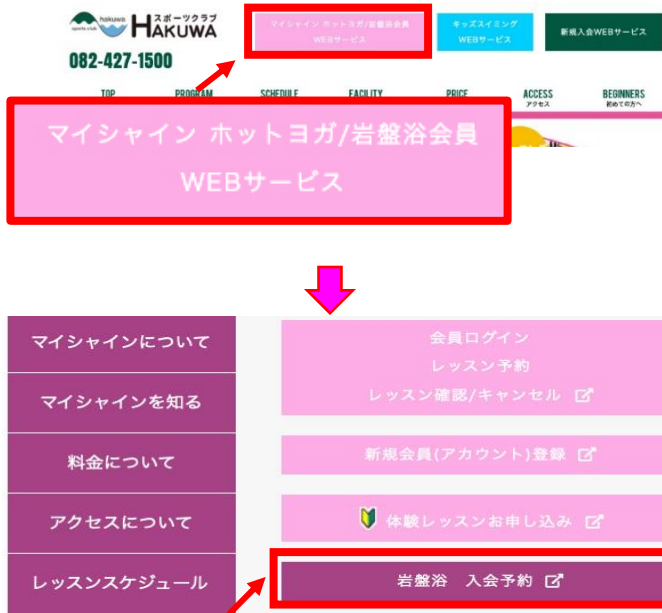 hakuwa
sports club
スポーツクラブ
HAKUWA
082-427-1500
マイシャイン ホットヨガ/岩盤浴会員
WEBサービス
キッズスイミング
WEBサービス
新規入会WEBサービス
TOP
PROGRAM
SCHEDULE
FACILITY
PRICE
ACCESS
アクセス
BEGINNERS
初めての方へ
マイシャイン ホットヨガ/岩盤浴会員
WEBサービス
マイシャインについて
マイシャインを知る
料金について
アクセスについて
レッスンスケジュール
会員ログイン
レッスン予約
レッスン確認/キャンセル
新規会員(アカウント)登録
体験レッスンお申し込み
岩盤浴 入会予約